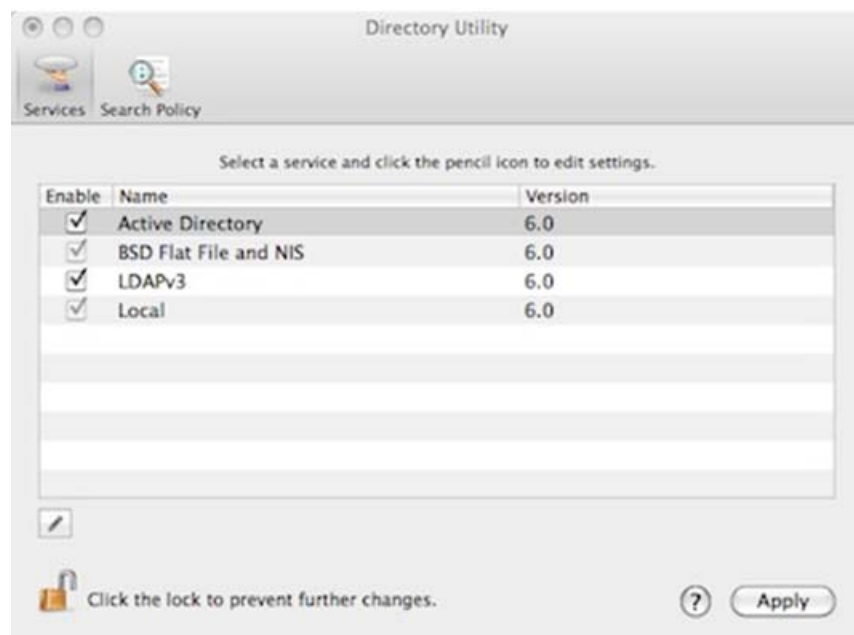 Directory Utility
Services Search Policy
Select a service and click the pencil icon to edit settings.
Enable Name Version
Active Directory 6.0
BSD Flat File and NIS 6.0
LDAPv3 6.0
Local 6.0
Click the lock to prevent further changes.
? Apply